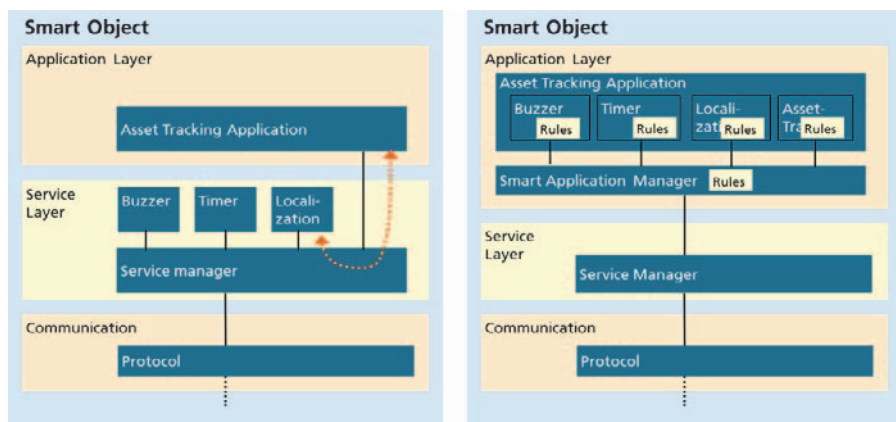 Smart Object
Application Layer
Asset Tracking Application
Service
Layer
Buzzer
Timer
Locali-
zation
Service manager
Communication
Protocol
Smart Object
Application Layer
Asset Tracking Application
Buzzer
Rules
Timer
Rules
Locali-
zati
Rules
Asset-
Tra
Rules
Smart Application Manager
Rules
Service
Layer
Service Manager
Communication
Protocol